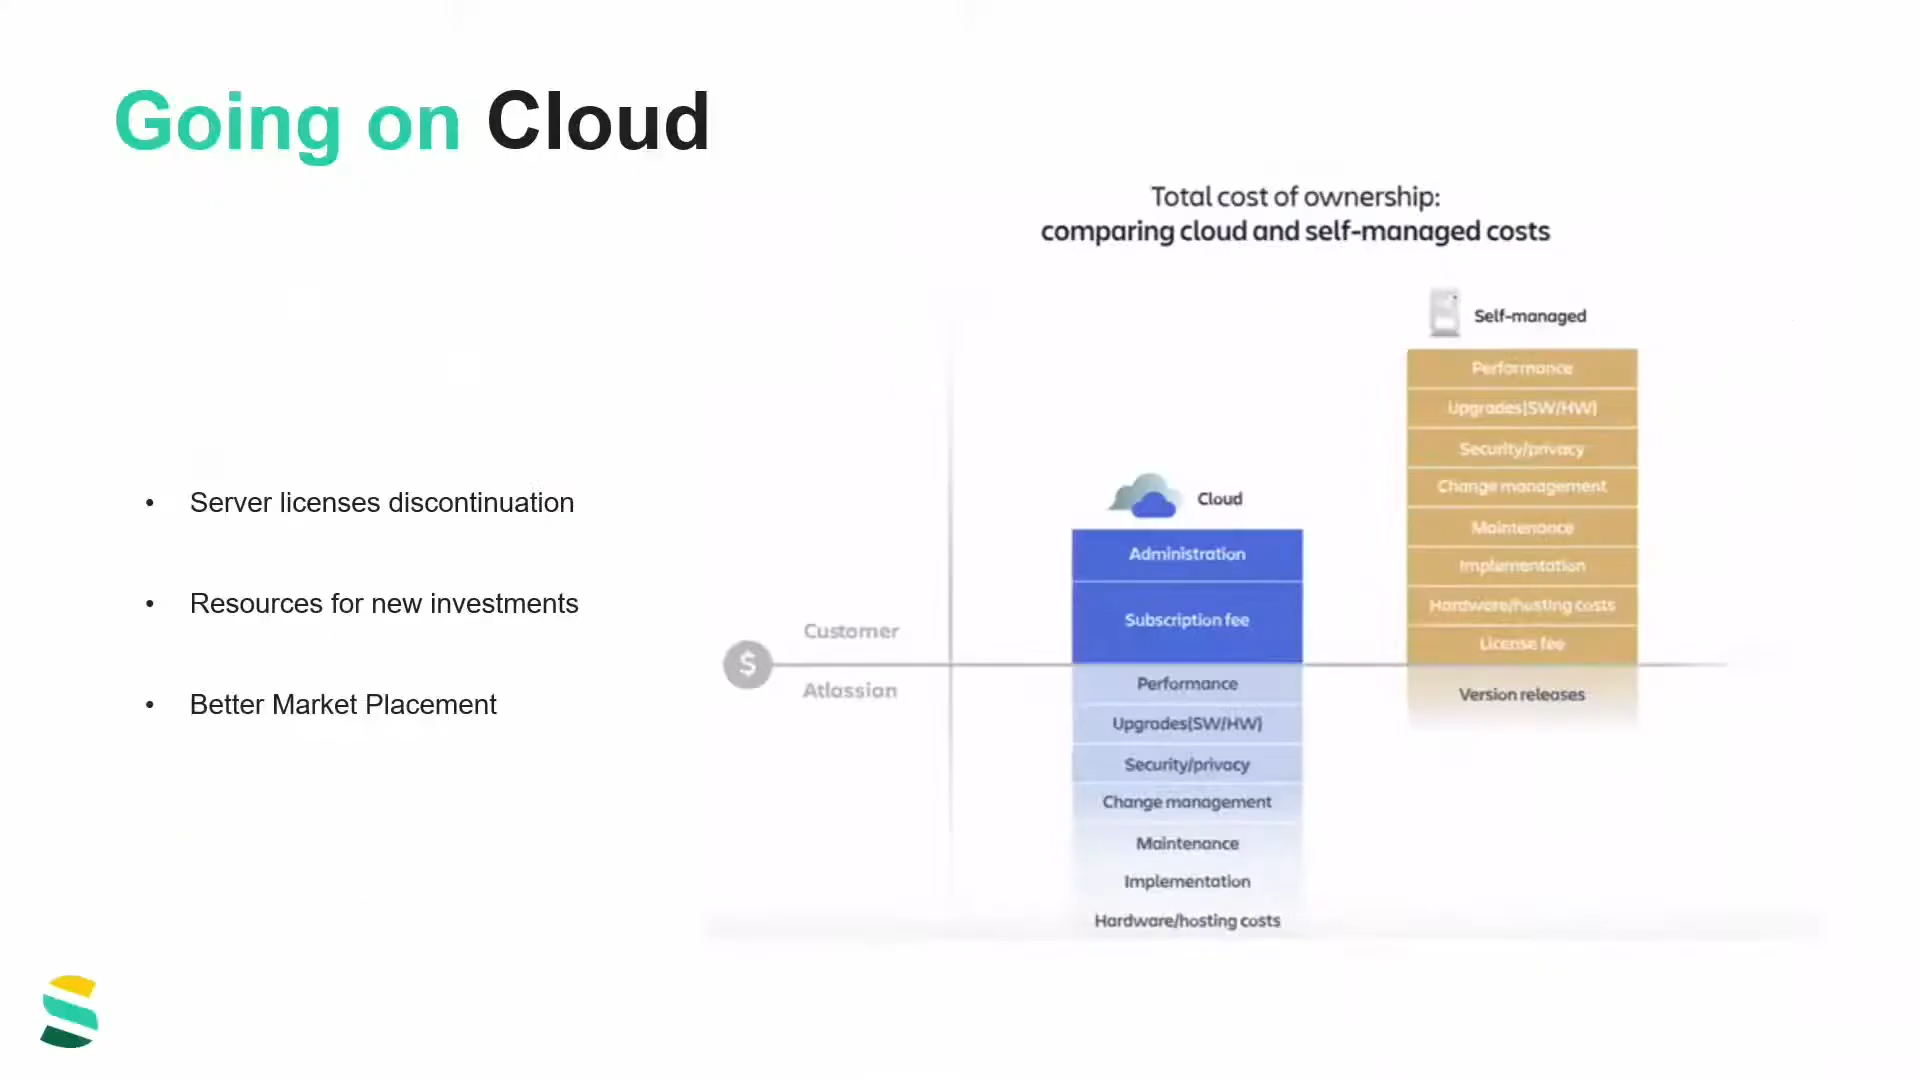 Going on Cloud
Total cost of ownership:
comparing cloud and self-managed costs
• Server licenses discontinuation
• Resources for new investments
• Better Market Placement
$
Customer
Atlassian
Cloud
Administration
Subscription fee
Performance
Upgrades(SW/HW)
Security/privacy
Change management
Maintenance
Implementation
Hardware/hosting costs
Self-managed
Performance
Upgrades(SW/HW)
Security/privacy
Change management
Maintenance
Implementation
Hardware/hosting costs
License fee
Version releases